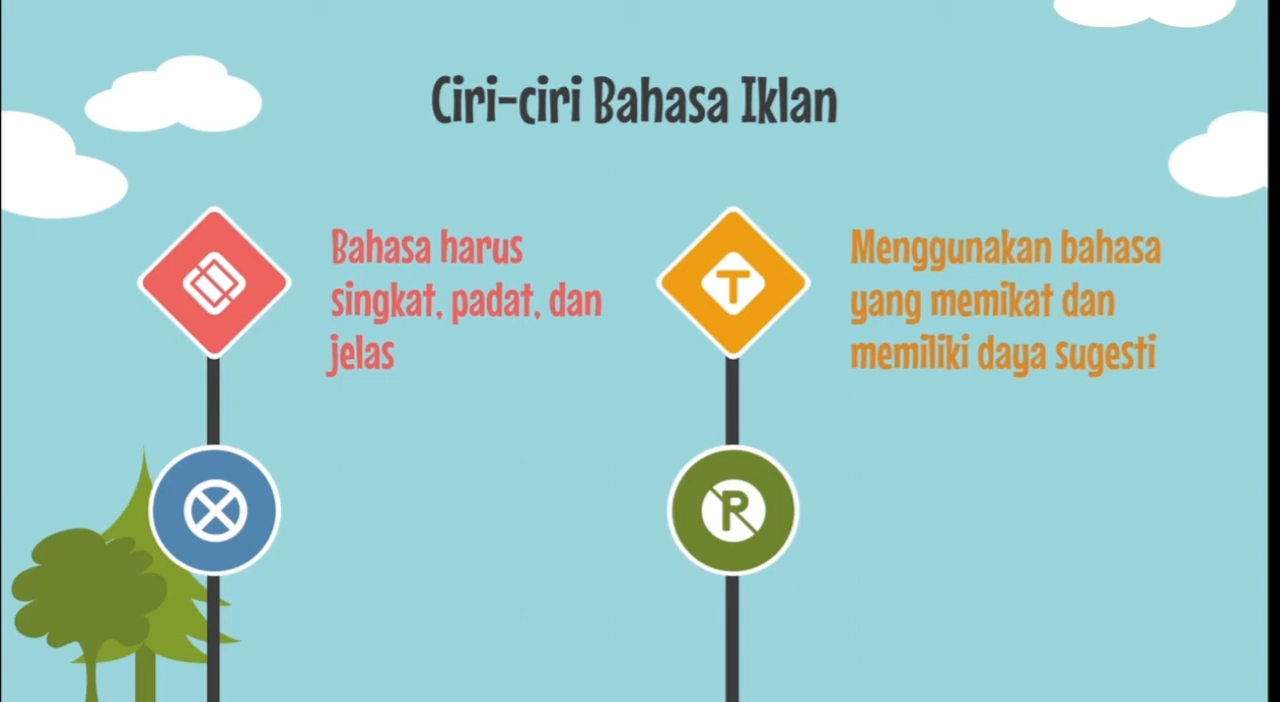 Ciri-ciri Bahasa Iklan
Bahasa harus
singkat, padat, dan
jelas
T
Menggunakan bahasa
yang memikat dan
memiliki daya sugesti
R